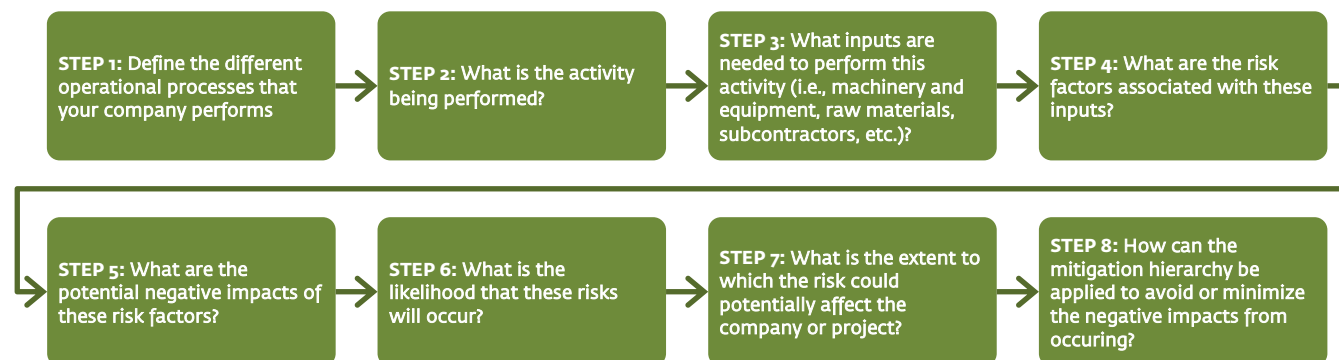 STEP 1: Define the different
operational processes that
your company performs
STEP 2: What is the activity
being performed?
STEP 3: What inputs are
needed to perform this
activity (i.e., machinery and
equipment, raw materials,
subcontractors, etc.)?
STEP 4: What are the risk
factors associated with these
inputs?
STEP 5: What are the
potential negative impacts of
these risk factors?
STEP 6: What is the
likelihood that these risks
will occur?
STEP 7: What is the extent to
which the risk could
potentially affect the
company or project?
STEP 8: How can the
mitigation hierarchy be
applied to avoid or minimize
the negative impacts from
occuring?